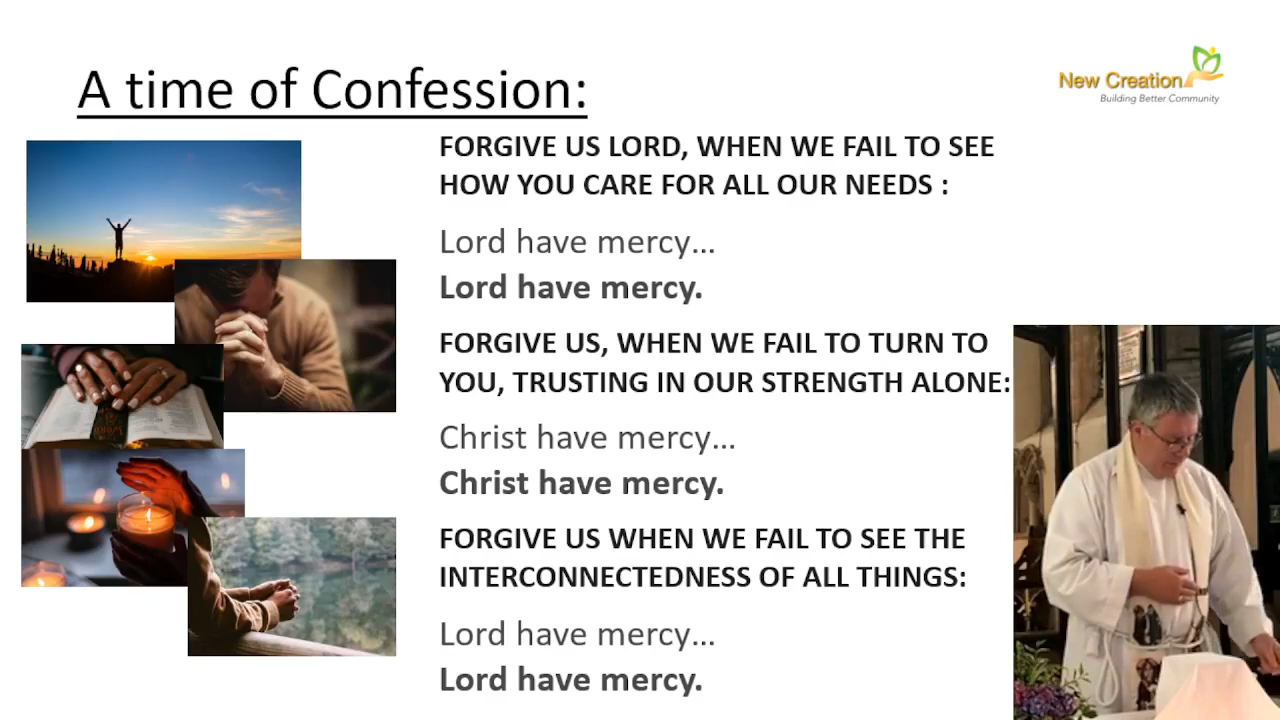 A time of Confession:
New Creation
Building Better Community
FORGIVE US LORD, WHEN WE FAIL TO SEE
HOW YOU CARE FOR ALL OUR NEEDS :
Lord have mercy...
Lord have mercy.
FORGIVE US, WHEN WE FAIL TO TURN TO
YOU, TRUSTING IN OUR STRENGTH ALONE:
Christ have mercy...
Christ have mercy.
FORGIVE US WHEN WE FAIL TO SEE THE
INTERCONNECTEDNESS OF ALL THINGS:
Lord have mercy...
Lord have mercy.